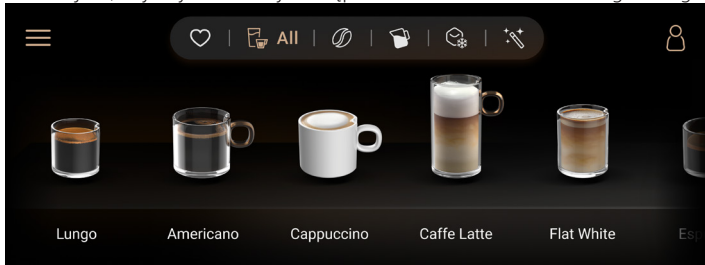 All
Lungo
Americano
Cappuccino
Caffe Latte
Flat White